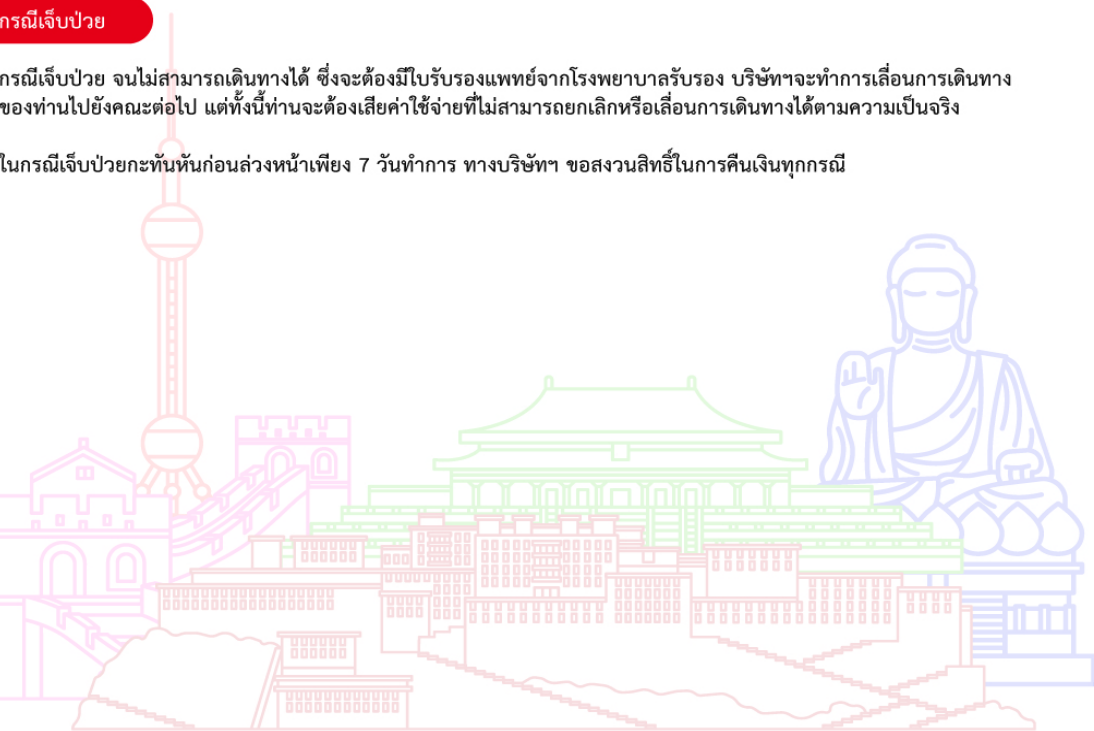 กรณีเจ็บป่วย
กรณีเจ็บป่วย จนไม่สามารถเดินทางได้ ซึ่งจะต้องมีใบรับรองแพทย์จากโรงพยาบาลรับรอง บริษัทฯจะทำการเลื่อนการเดินทาง
ของท่านไปยังคณะต่อไป แต่ทั้งนี้ท่านจะต้องเสียค่าใช้จ่ายที่ไม่สามารถยกเลิกหรือเลื่อนการเดินทางได้ตามความเป็นจริง
ในกรณีเจ็บป่วยกะทันหันก่อนล่วงหน้าเพียง 7 วันทำการ ทางบริษัทฯ ขอสงวนสิทธิ์ในการคืนเงินทุกกรณี